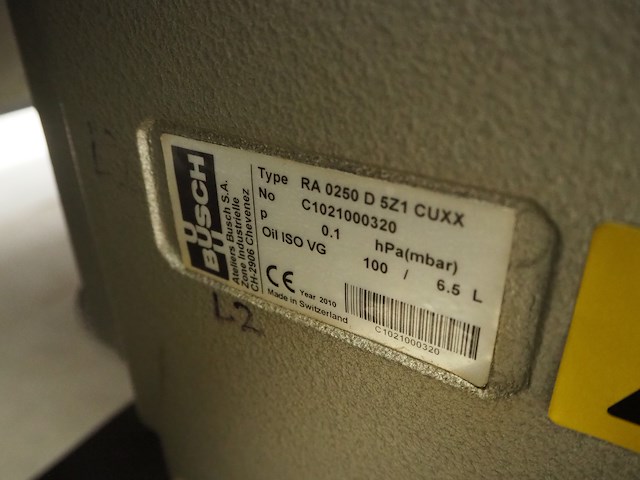 BUSCH
Ateliers Busch S.A.
Zone Industrielle
CH-2906 Chevenez
Type RA 0250 D 5Z1 CUXX
No C1021000320
p 0.1 hPa(mbar)
Oil ISO VG 100 / 6.5 L
CE Year 2010
Made in Switzerland
C1021000320
L2